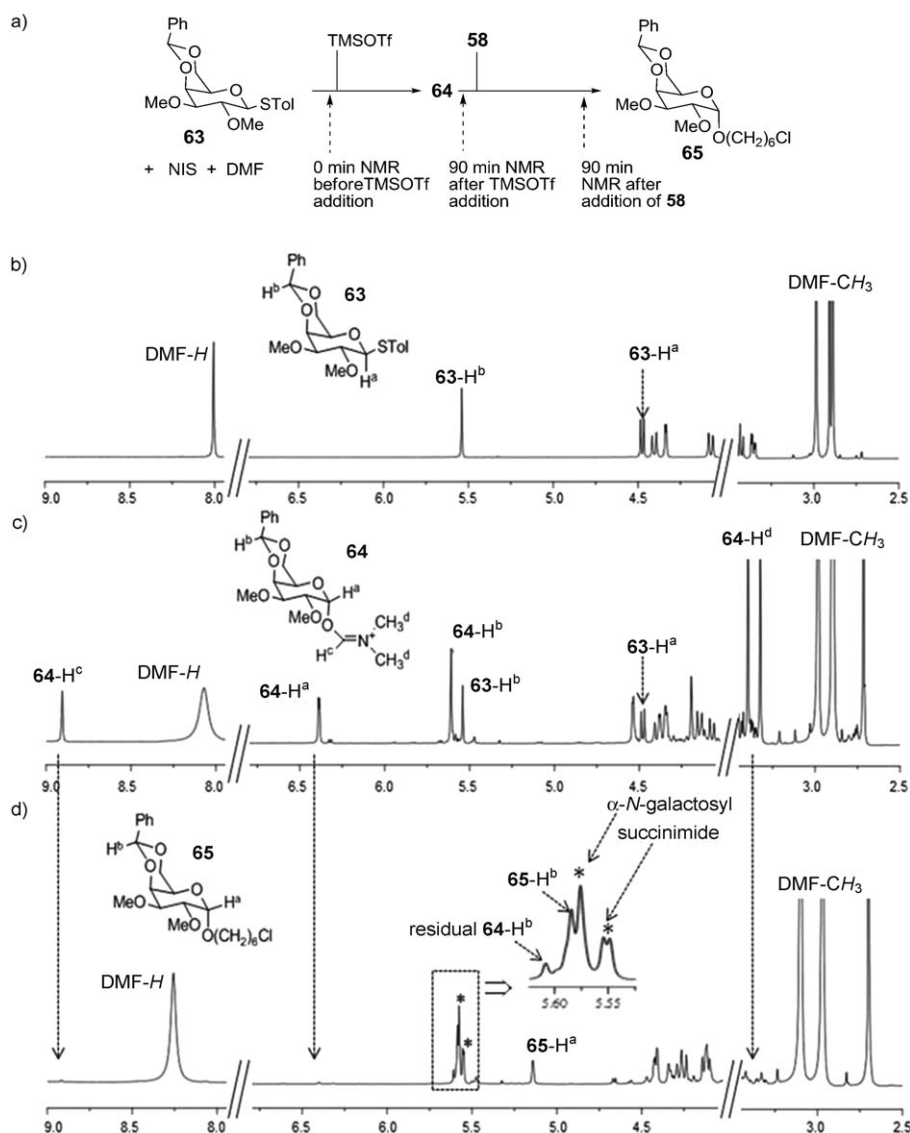 a)
Ph
O
O
O
MeO
STol
OMe
63
+ NIS + DMF
TMSOTf
64
58
0 min NMR
beforeTMSOTf
addition
90 min NMR
after TMSOTf
addition
90 min
NMR after
addition of 58
Ph
O
O
O
MeO
MeO
O(CH2)6Cl
65
b)
Ph
Hb
O
O
O
MeO
MeO
STol
Ha
63
DMF-H
63-Hb
63-Ha
DMF-CH3
9.0 8.5 8.0 6.5 6.0 5.5 5.0 4.5 3.0 2.5
c)
Ph
Hb
O
O
O
Ha
MeO
MeO
O
N+
CH3d
CH3d
Hc
64
64-Hc
DMF-H
64-Ha
64-Hb
63-Hb
63-Ha
64-Hd
DMF-CH3
9.0 8.5 8.0 6.5 6.0 5.5 5.0 4.5 3.0 2.5
d)
Ph
Hb
O
O
O
Ha
MeO
MeO
O(CH2)6Cl
65
DMF-H
α-N-galactosyl
succinimide
65-Hb
residual 64-Hb
* *
5.60 5.55
* *
65-Ha
DMF-CH3
9.0 8.5 8.0 6.5 6.0 5.5 5.0 4.5 3.0 2.5